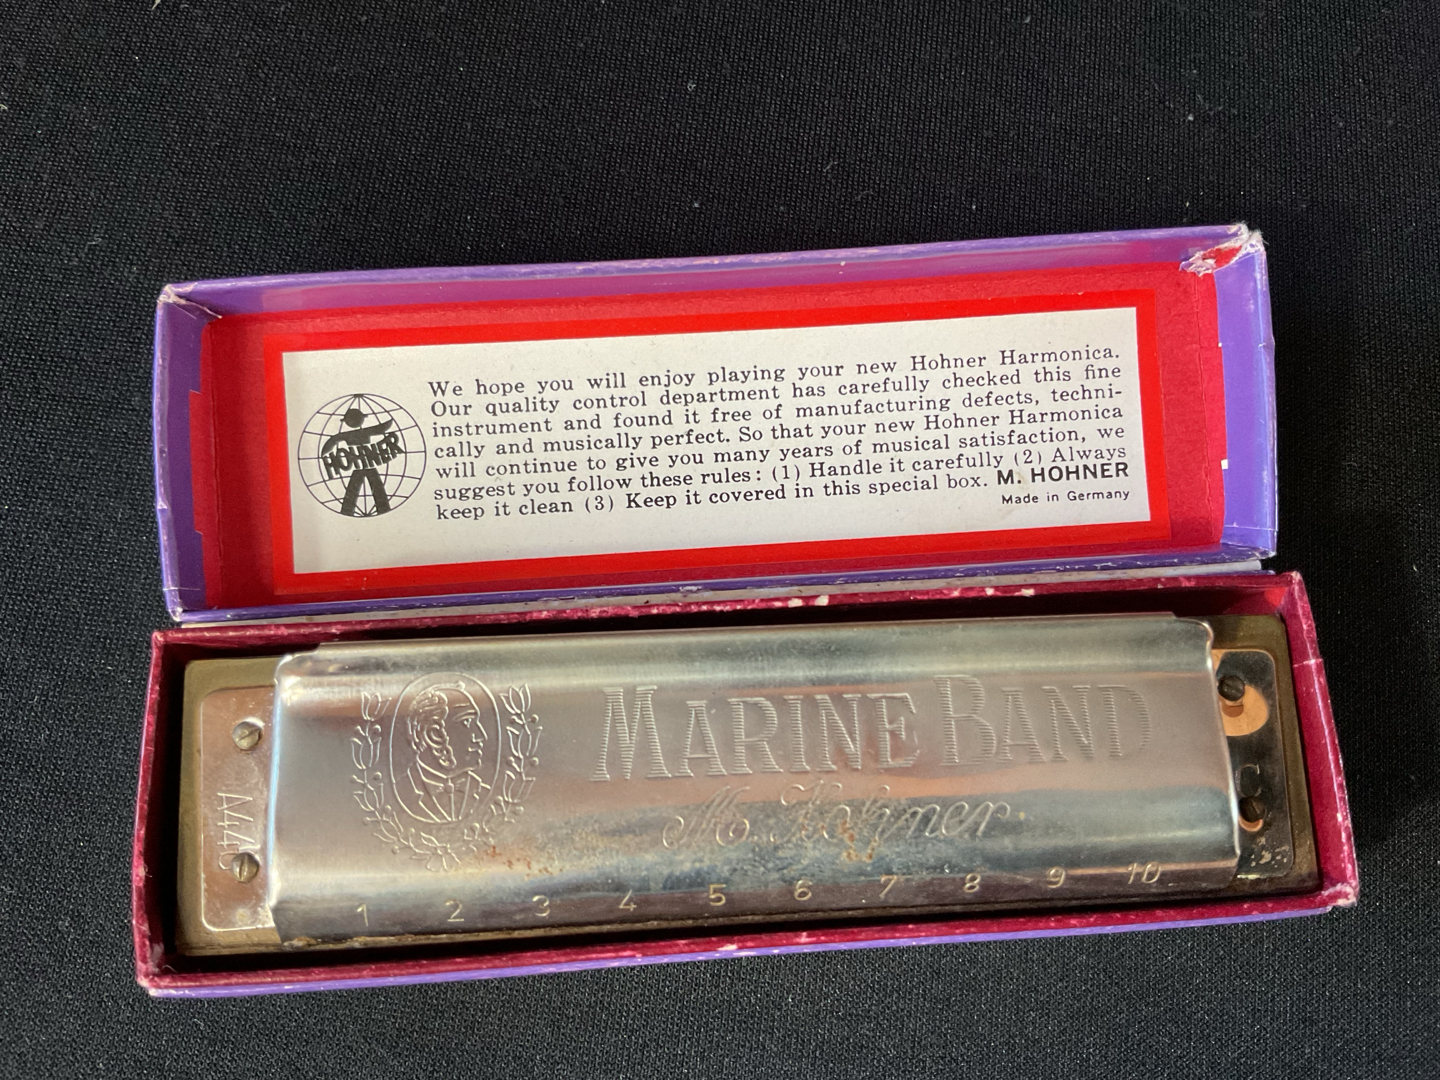 We hope you will enjoy playing your new Hohner Harmonica.
Our quality control department has carefully checked this fine
instrument and found it free of manufacturing defects, techni-
cally and musically perfect. So that your new Hohner Harmonica
will continue to give you many years of musical satisfaction, we
suggest you follow these rules: (1) Handle it carefully (2) Always
keep it clean (3) Keep it covered in this special box. M. HOHNER
Made in Germany
HOHNER
MARINE BAND
M. Hohner.
A440
C
1 2 3 4 5 6 7 8 9 10